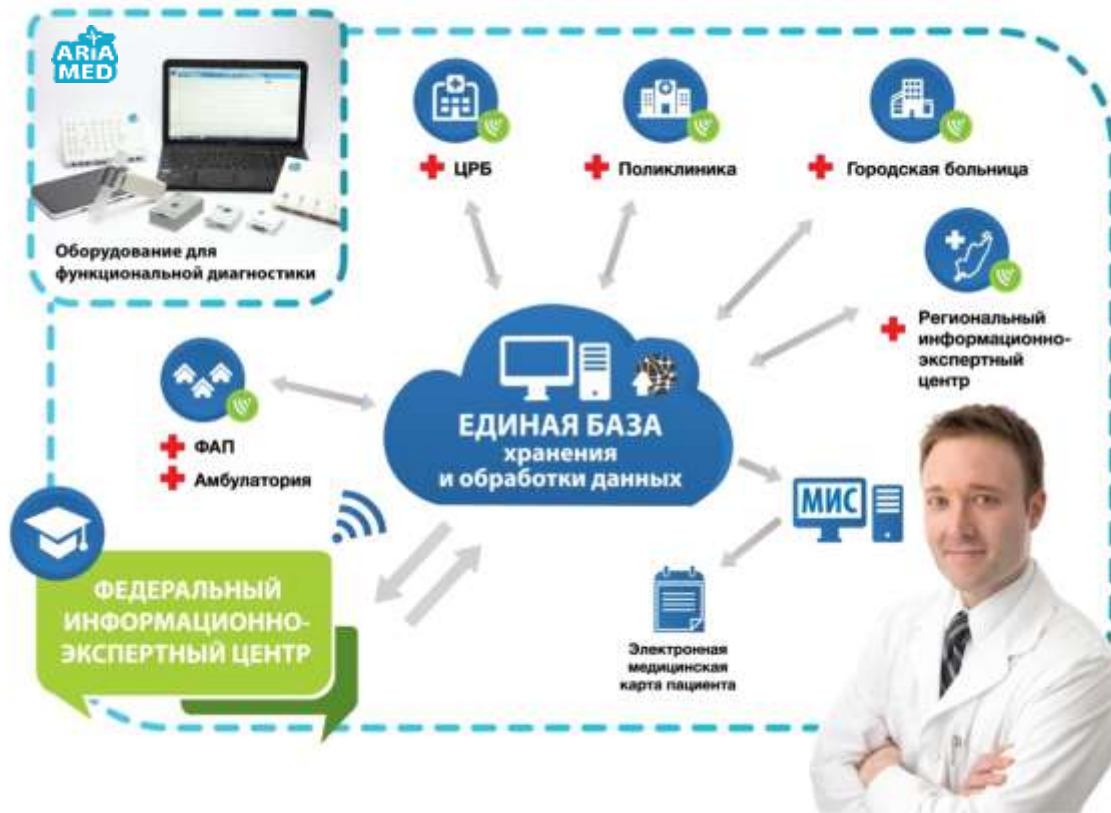 ARIA
MED
Оборудование для
функциональной диагностики
ЦРБ
Поликлиника
Городская больница
Региональный
информационно-
экспертный
центр
ФАП
Амбулатория
ЕДИНАЯ БАЗА
хранения
и обработки данных
МИС
ФЕДЕРАЛЬНЫЙ
ИНФОРМАЦИОННО-
ЭКСПЕРТНЫЙ ЦЕНТР
Электронная
медицинская
карта пациента